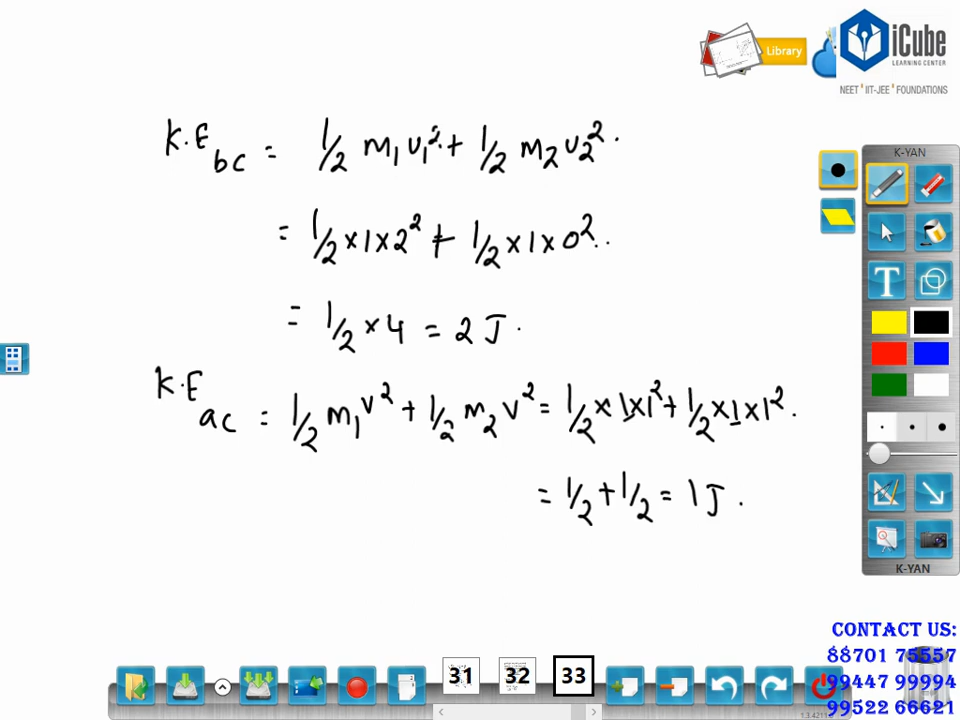 Library
iCube
LEARNING CENTER
NEET IIT-JEE FOUNDATIONS
K-YAN
K.E bc = 1/2 m₁u₁² + 1/2 m₂u₂².
= 1/2 × 1 × 2² + 1/2 × 1 × 0²..
= 1/2 × 4 = 2 J.
K.E ac = 1/2 m₁v² + 1/2 m₂v² = 1/2 × 1 × 1² + 1/2 × 1 × 1².
= 1/2 + 1/2 = 1 J.
T
K-YAN
CONTACT US:
88701 75557
99447 99994
99522 66621
31 32 33